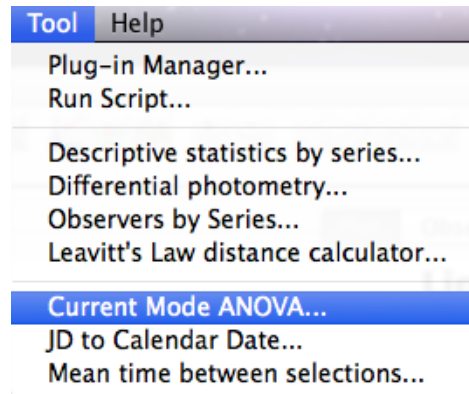 Tool Help
Plug-in Manager...
Run Script...
Descriptive statistics by series...
Differential photometry...
Observers by Series...
Leavitt's Law distance calculator...
Current Mode ANOVA...
JD to Calendar Date...
Mean time between selections...